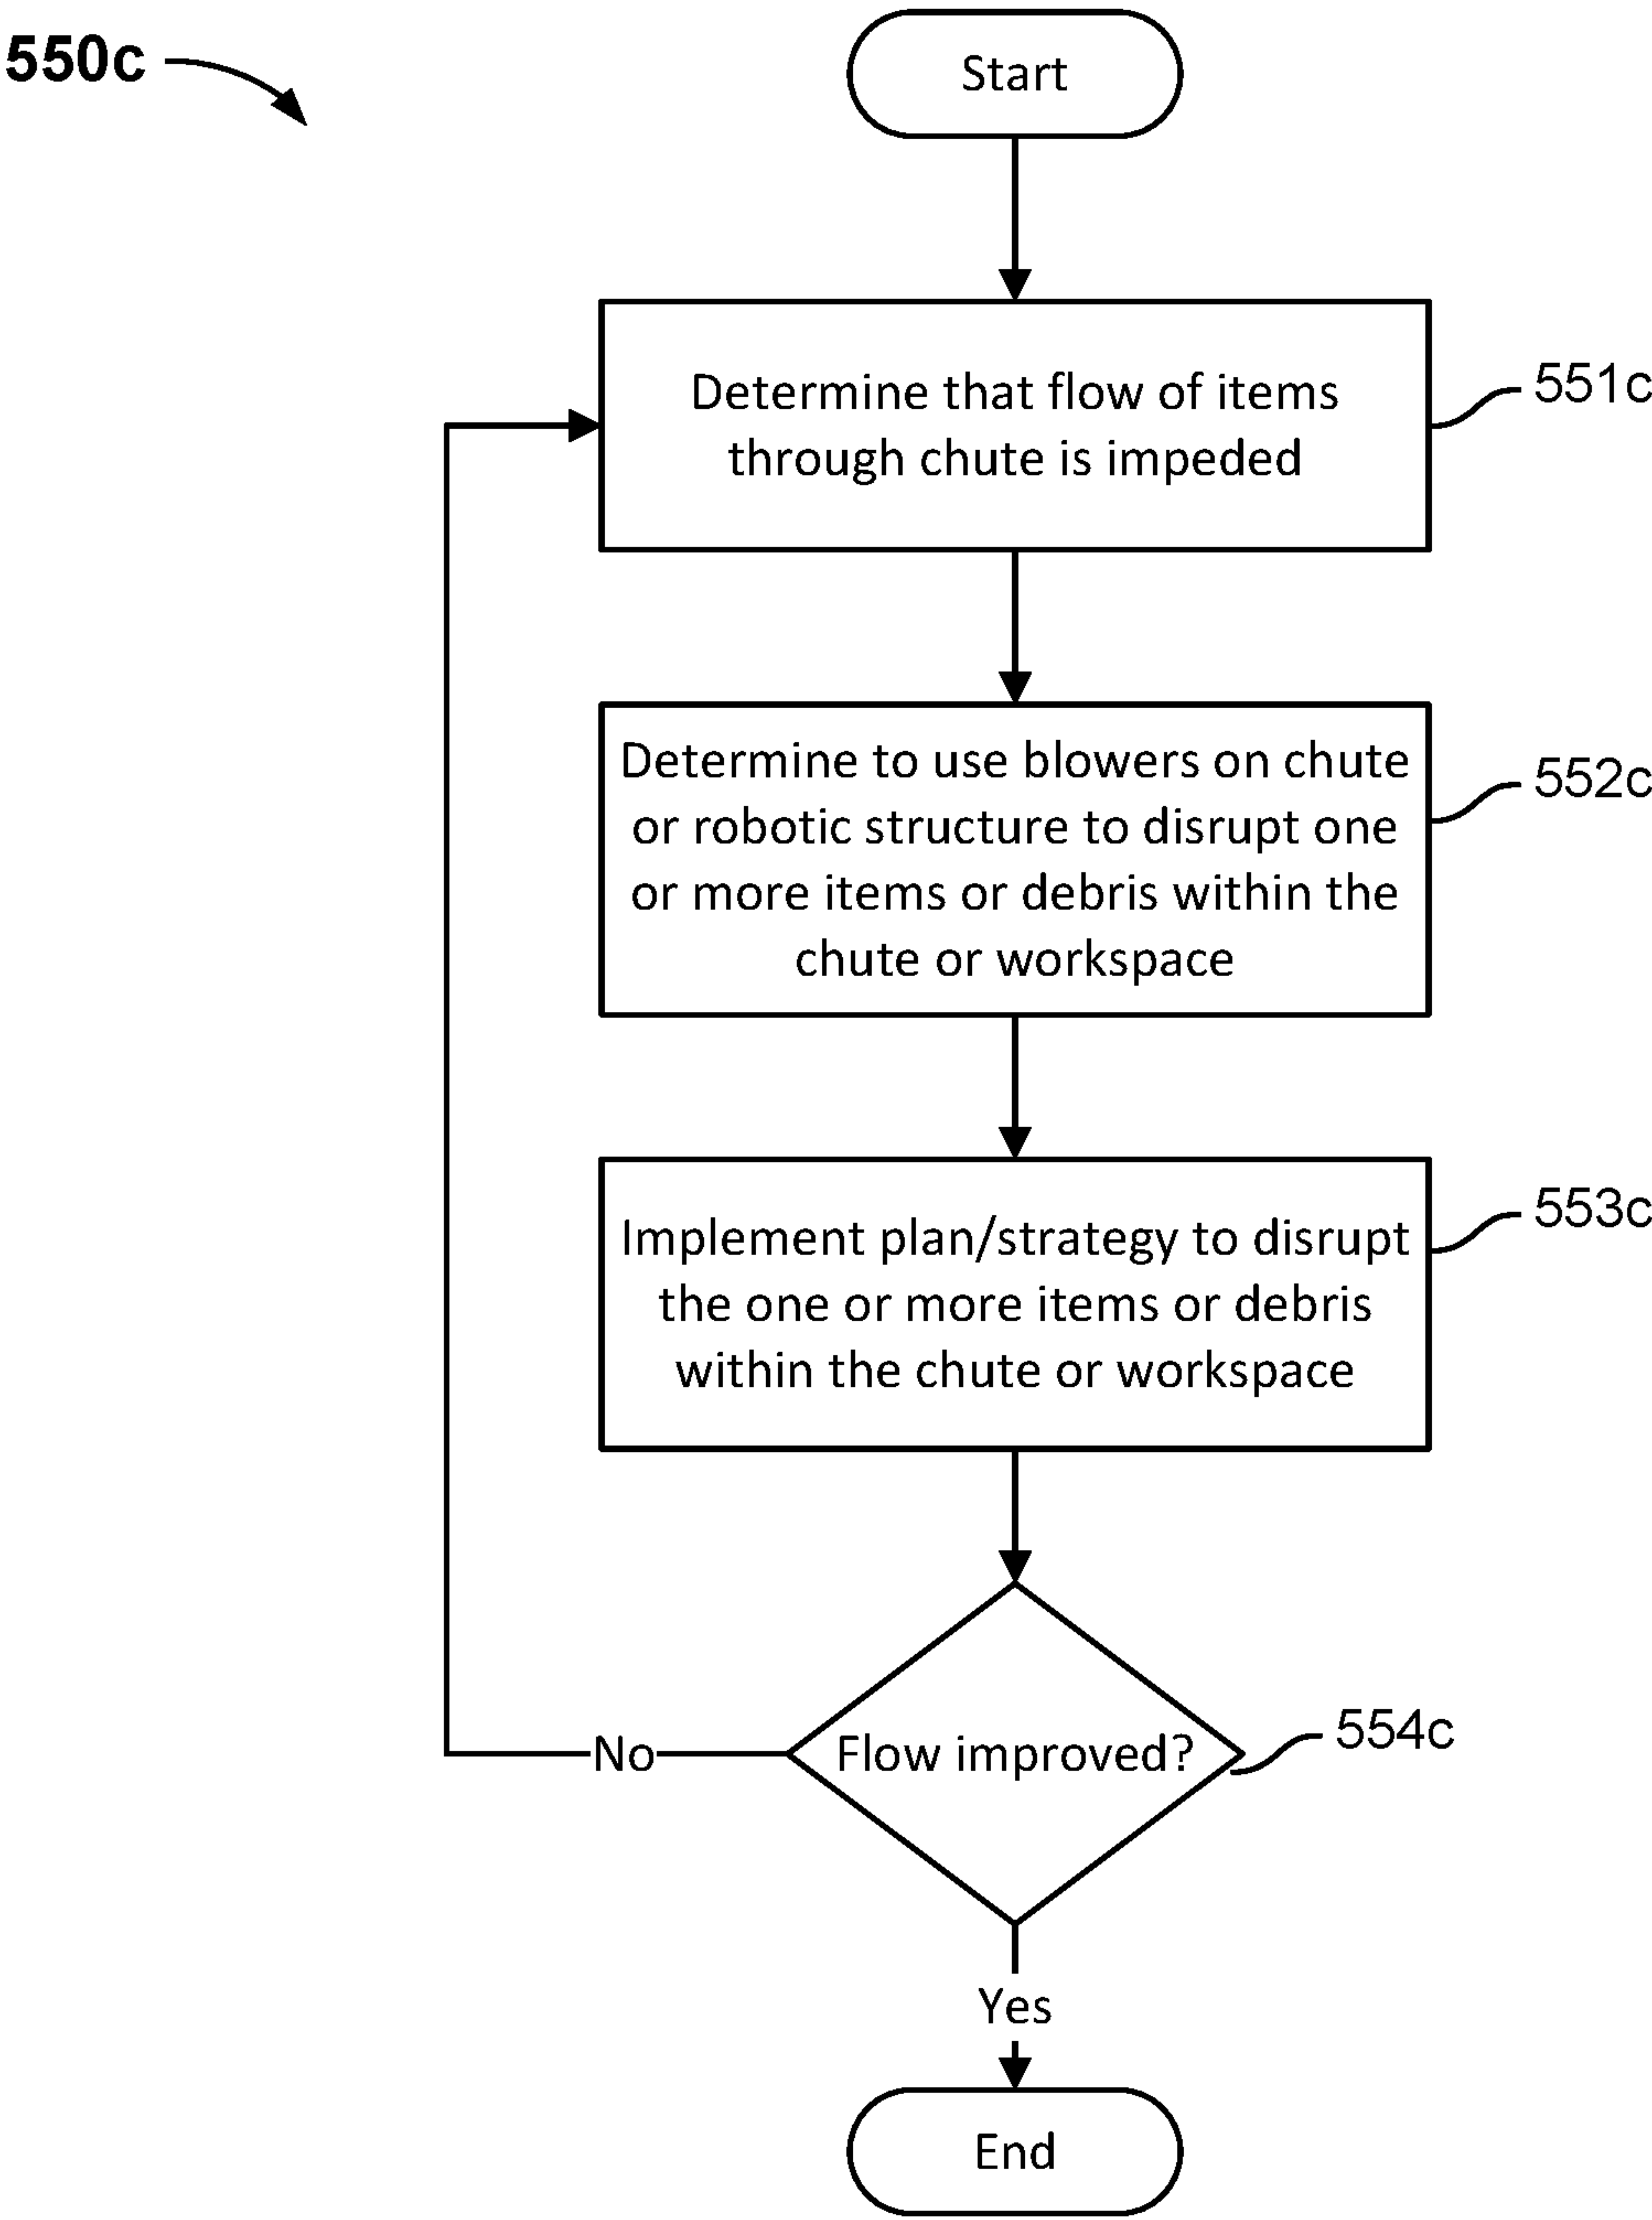 550c
Start
Determine that flow of items
through chute is impeded
551c
Determine to use blowers on chute
or robotic structure to disrupt one
or more items or debris within the
chute or workspace
552c
Implement plan/strategy to disrupt
the one or more items or debris
within the chute or workspace
553c
Flow improved?
554c
No
Yes
End